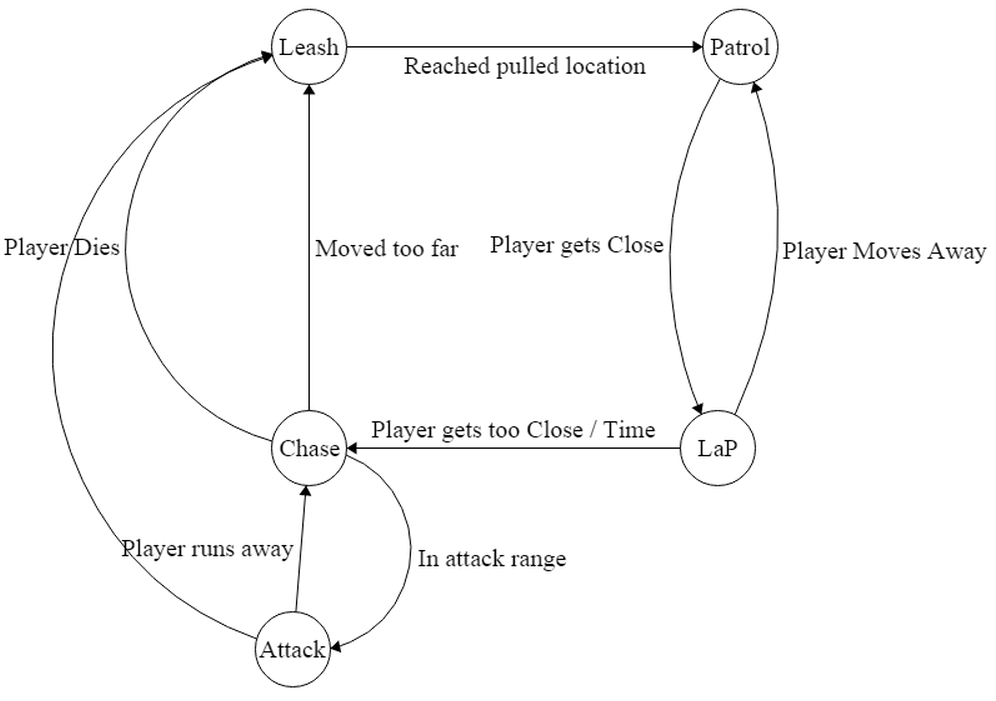 Leash
Patrol
Reached pulled location
Player Dies
Moved too far
Player gets Close
Player Moves Away
Player gets too Close / Time
Chase
LaP
Player runs away
In attack range
Attack